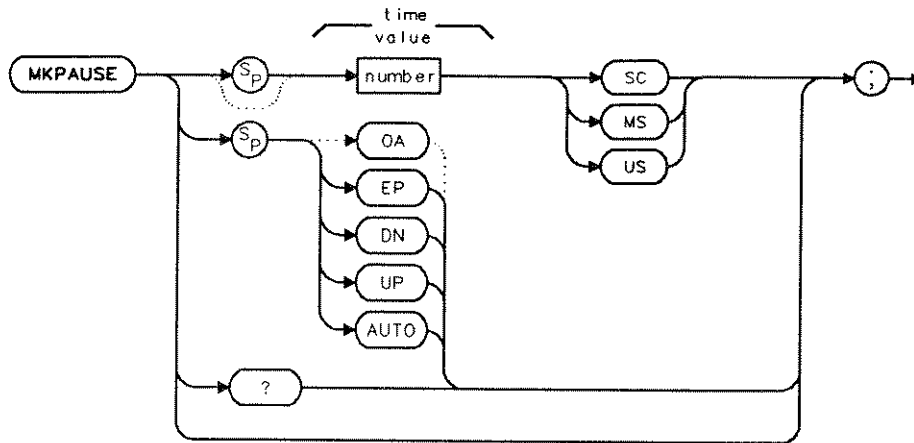 time
value
MKPAUSE
SP
number
SC
;
MS
US
SP
OA
EP
DN
UP
AUTO
?